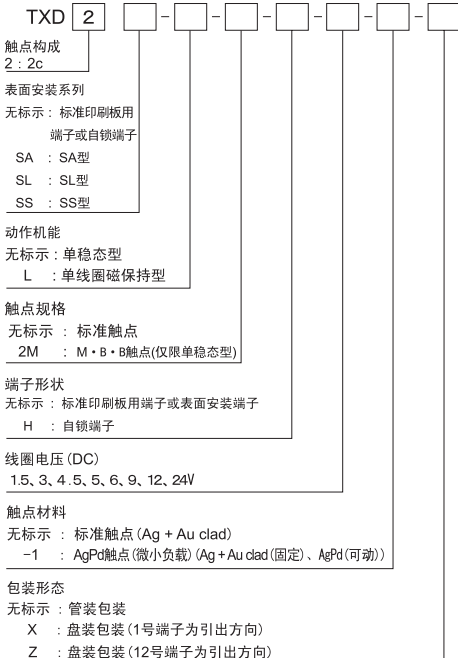 TXD 2 - - - - - -
触点构成
2：2c
表面安装系列
无标示：标准印刷板用
端子或自锁端子
SA ：SA型
SL ：SL型
SS ：SS型
动作机能
无标示：单稳态型
L ：单线圈磁保持型
触点规格
无标示：标准触点
2M ：M・B・B触点(仅限单稳态型)
端子形状
无标示：标准印刷板用端子或表面安装端子
H ：自锁端子
线圈电压(DC)
1.5、3、4.5、5、6、9、12、24V
触点材料
无标示：标准触点(Ag + Au clad)
-1 ：AgPd触点(微小负载)(Ag + Au clad(固定)、AgPd(可动))
包装形态
无标示：管装包装
X ：盘装包装(1号端子为引出方向)
Z ：盘装包装(12号端子为引出方向)